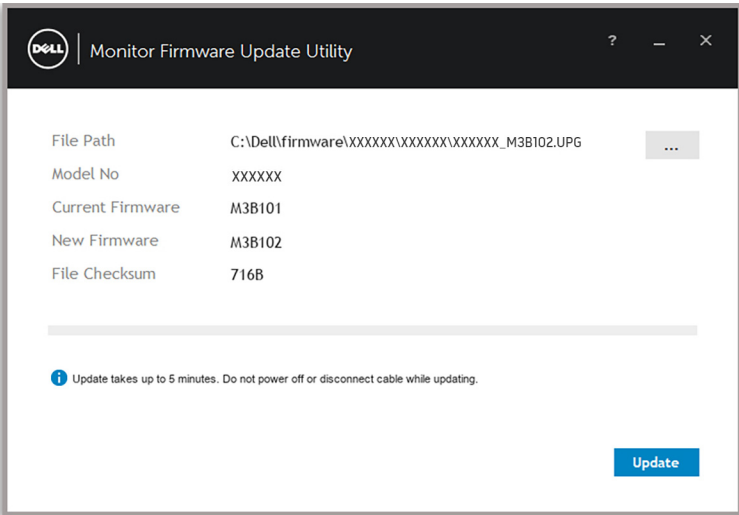 DELL Monitor Firmware Update Utility ? _ ×
File Path C:\Dell\firmware\XXXXXX\XXXXXX\XXXXXX_M3B102.UPG ...
Model No XXXXXX
Current Firmware M3B101
New Firmware M3B102
File Checksum 716B
i Update takes up to 5 minutes. Do not power off or disconnect cable while updating.
Update